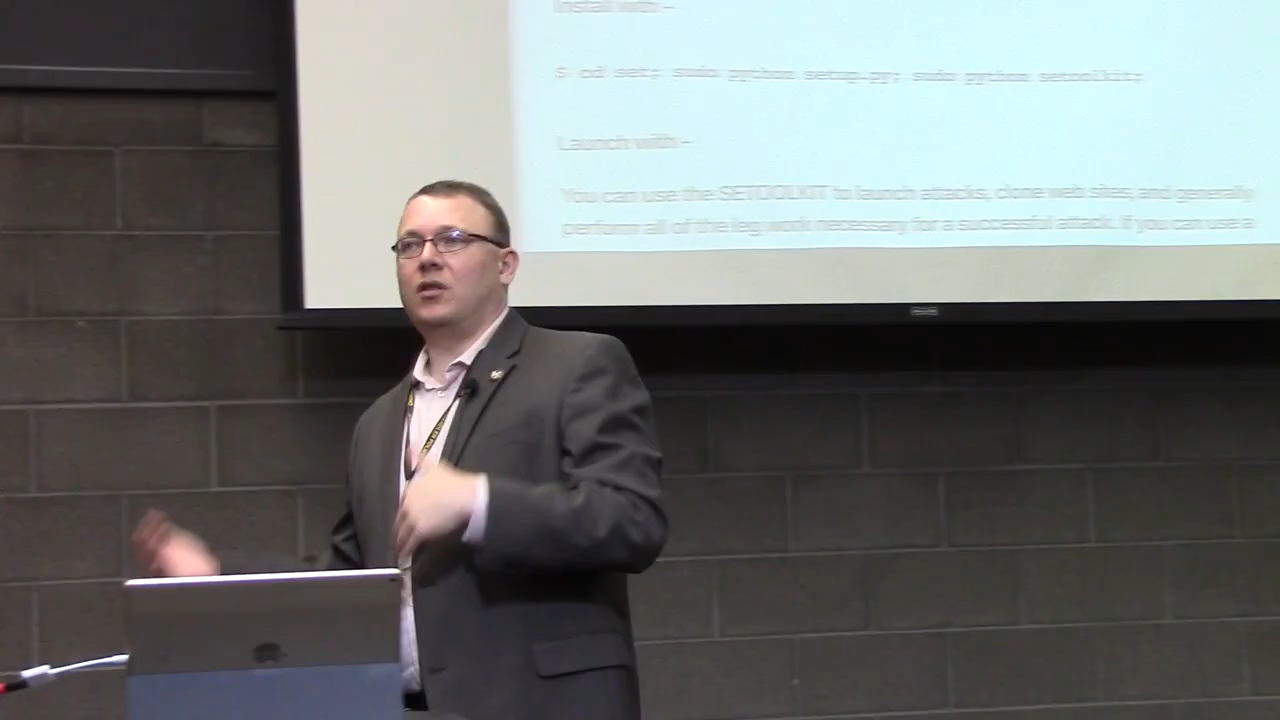 Install with –
$ cd set; sudo python setup.py; sudo python setoolkit;
Launch with –
You can use the SETOOLKIT to launch attacks, clone web sites, and generally
perform all of the leg work necessary for a successful attack. If you can use a